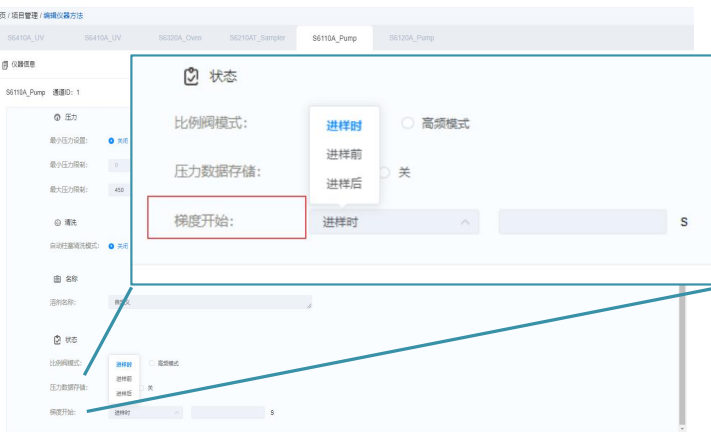 页 / 项目管理 / 编辑仪器方法
S6410A_UV S6410A_UV S6320A_Oven S6210AT_Sampler S6110A_Pump S6120A_Pump
仪器信息
S6110A_Pump 通道ID: 1
压力
最小压力设置: 关闭
最小压力限制: 0
最大压力限制: 450
清洗
自动柱塞清洗模式: 关闭
名称
溶剂名称:
状态
比例阀模式: 高频模式
进样时
进样前
进样后
压力数据存储: 关
梯度开始: 进样时 S
状态
比例阀模式: 高频模式
进样时
进样前
进样后
压力数据存储: 关
梯度开始: 进样时 S